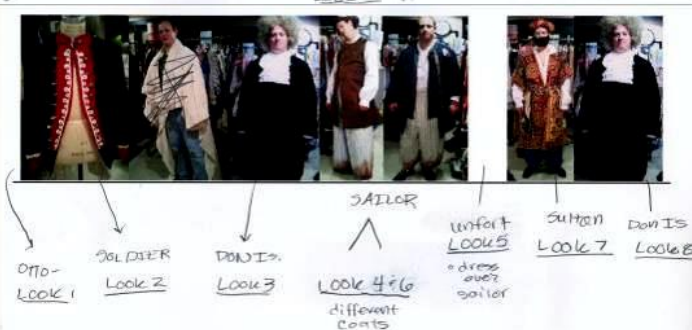 OTTO-
LOOK 1
SOLDIER
LOOK 2
DON IS.
LOOK 3
SAILOR
LOOK 4 & 6
different
coats
unfort
LOOK 5
dress
over
sailor
Sultan
LOOK 7
Don IS
LOOK 8